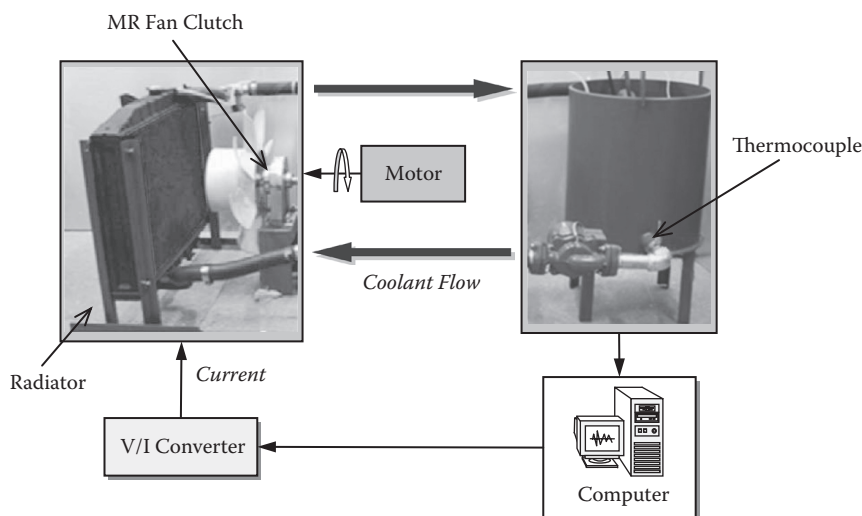 MR Fan Clutch
Thermocouple
Motor
Coolant Flow
Radiator
Current
V/I Converter
Computer